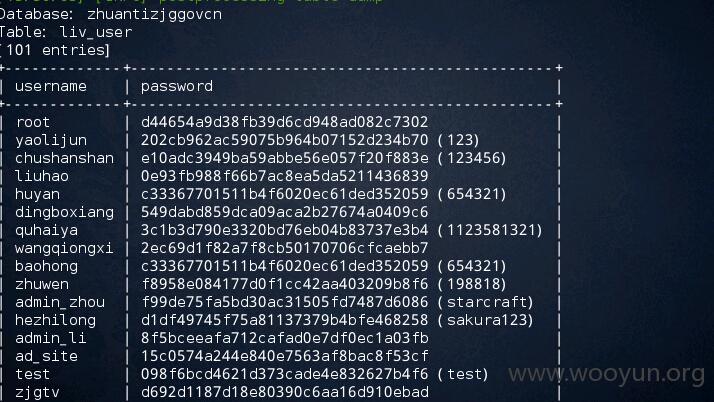 Database: zhuantizjggovcn
Table: liv_user
[101 entries]
+-------------+---------------------------------------------+
| username | password |
+-------------+---------------------------------------------+
| root | d44654a9d38fb39d6cd948ad082c7302 |
| yaolijun | 202cb962ac59075b964b07152d234b70 (123) |
| chushanshan | e10adc3949ba59abbe56e057f20f883e (123456) |
| liuhao | 0e93fb988f66b7ac8ea5da5211436839 |
| huyan | c33367701511b4f6020ec61ded352059 (654321) |
| dingboxiang | 549dabd859dca09aca2b27674a0409c6 |
| quhaiya | 3c1b3d790e3320bd76eb04b83737e3b4 (1123581321) |
| wangqiongxi | 2ec69d1f82a7f8cb50170706cfcaebb7 |
| baohong | c33367701511b4f6020ec61ded352059 (654321) |
| zhuwen | f8958e084177d0f1cc42aa403209b8f6 (198818) |
| admin_zhou | f99de75fa5bd30ac31505fd7487d6086 (starcraft) |
| hezhilong | d1df49745f75a81137379b4bfe468258 (sakura123) |
| admin_li | 8f5bceeafa712cafad0e7df0ec1a03fb |
| ad_site | 15c0574a244e840e7563af8bac8f53cf |
| test | 098f6bcd4621d373cade4e832627b4f6 (test) |
| zjgtv | d692d1187d18e80390c6aa16d910ebad |
www.wooyun.org